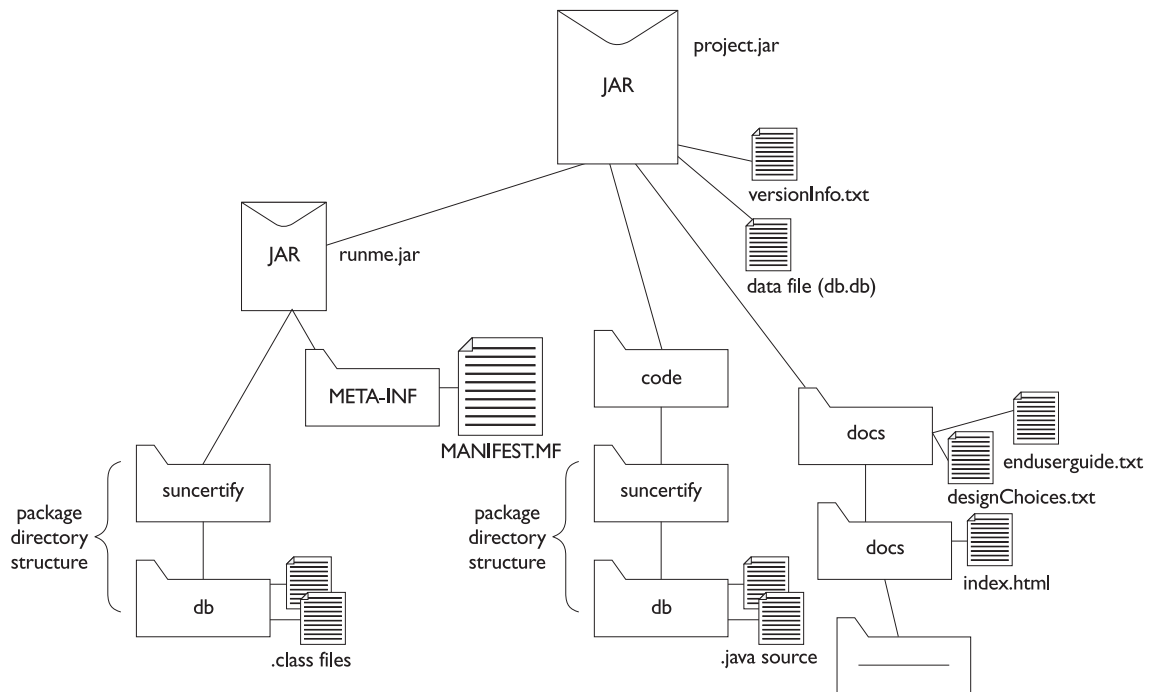 project.jar
JAR
versionInfo.txt
JAR
runme.jar
data file (db.db)
code
META-INF
docs
MANIFEST.MF
enduserguide.txt
designChoices.txt
package
directory
structure
suncertify
package
directory
structure
suncertify
docs
index.html
db
db
.class files
.java source